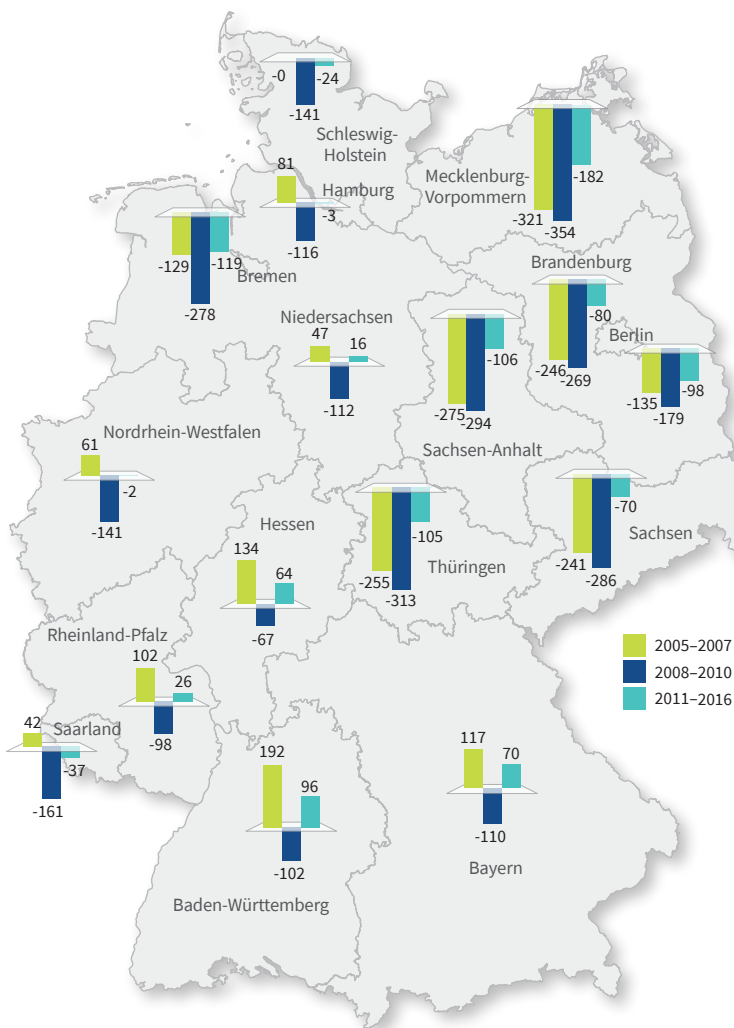 -0
-24
-141
Schleswig-
Holstein
81
Hamburg
-3
-116
Mecklenburg-
Vorpommern
-182
-321
-354
-129
-119
Bremen
-278
Brandenburg
-80
-246
-269
Berlin
-135
-98
-179
Niedersachsen
47
16
-112
-106
-275
-294
Sachsen-Anhalt
Nordrhein-Westfalen
61
-2
-141
Hessen
134
64
-67
-105
-255
-313
Thüringen
-70
Sachsen
-241
-286
Rheinland-Pfalz
102
26
-98
2005–2007
2008–2010
2011–2016
42
Saarland
-37
-161
192
96
-102
Baden-Württemberg
117
70
-110
Bayern